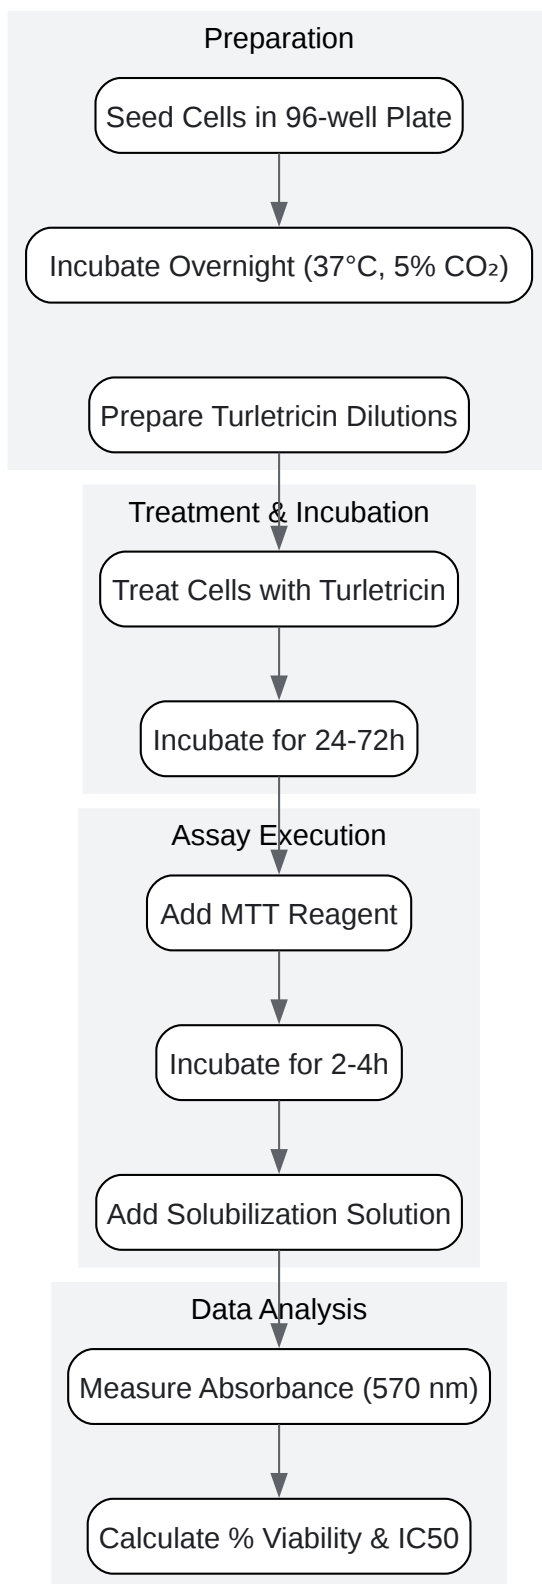 Preparation
Seed Cells in 96-well Plate
Incubate Overnight (37°C, 5% CO₂)
Prepare Turletricin Dilutions
Treatment & Incubation
Treat Cells with Turletricin
Incubate for 24-72h
Assay Execution
Add MTT Reagent
Incubate for 2-4h
Add Solubilization Solution
Data Analysis
Measure Absorbance (570 nm)
Calculate % Viability & IC50